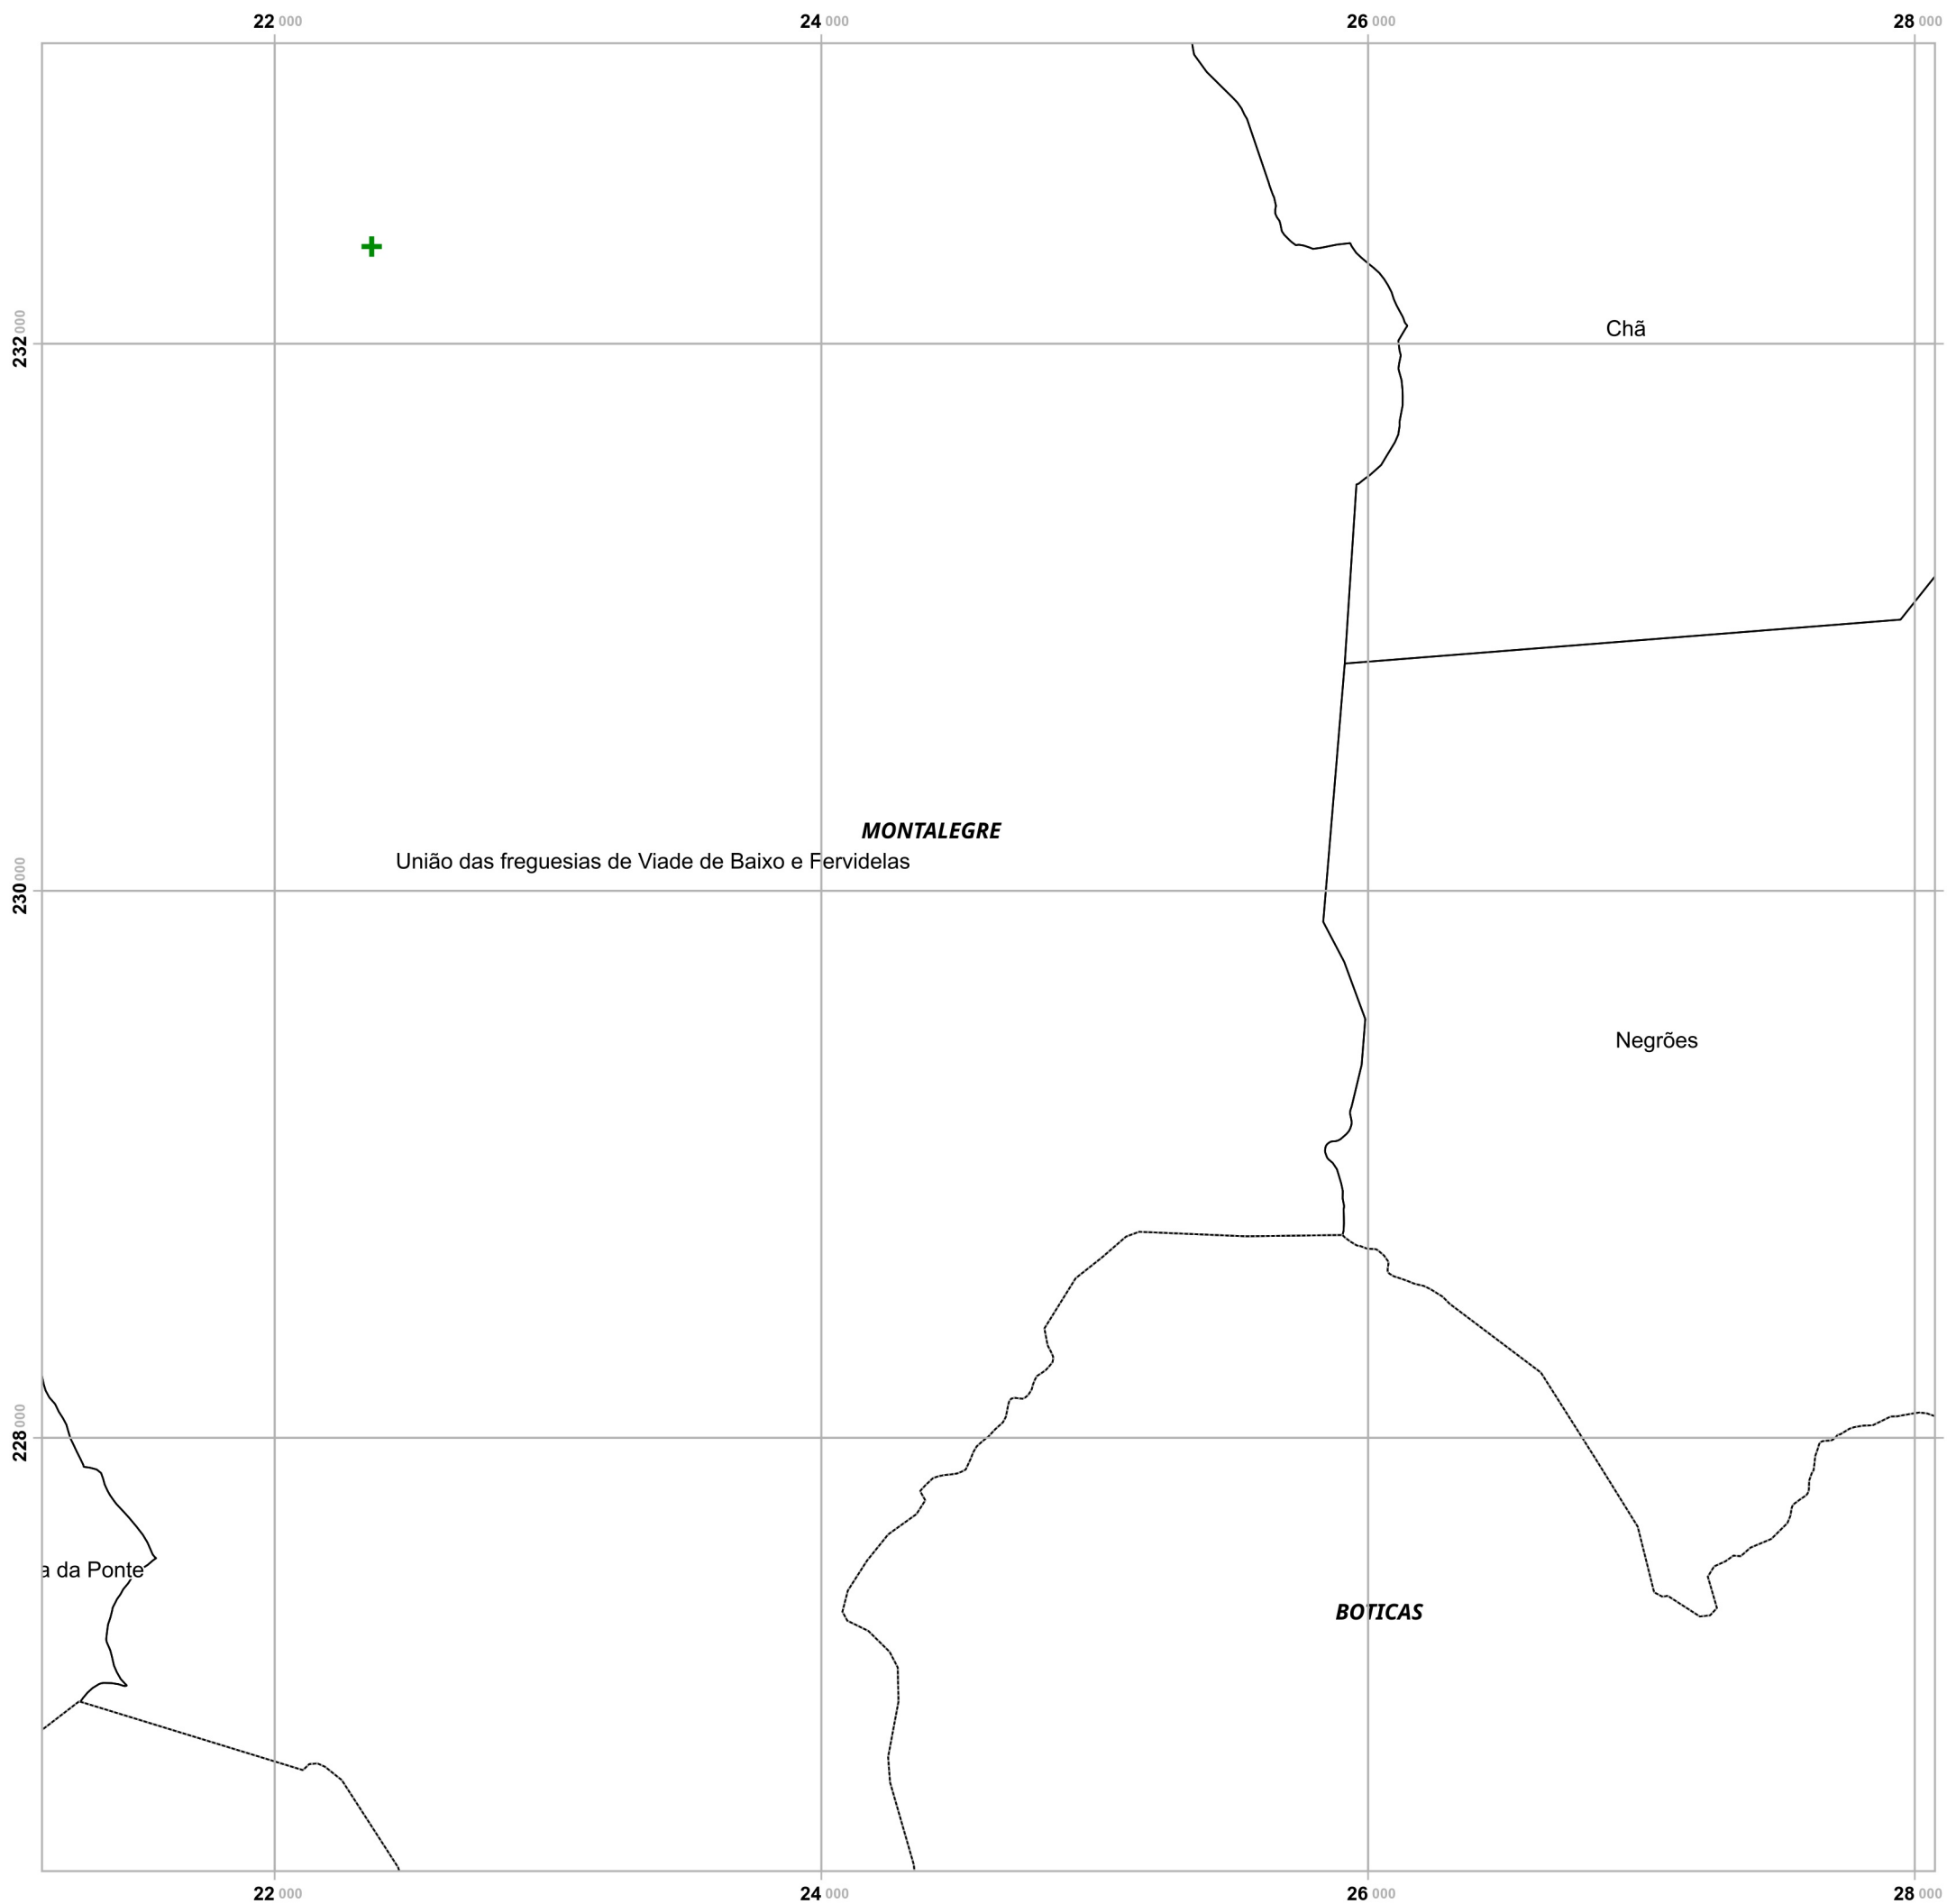 22 000 24 000 26 000 28 000
232 000
Chã
MONTALEGRE
União das freguesias de Viade de Baixo e Fervidelas
230 000
Negrões
228 000
a da Ponte
BOTICAS
22 000 24 000 26 000 28 000